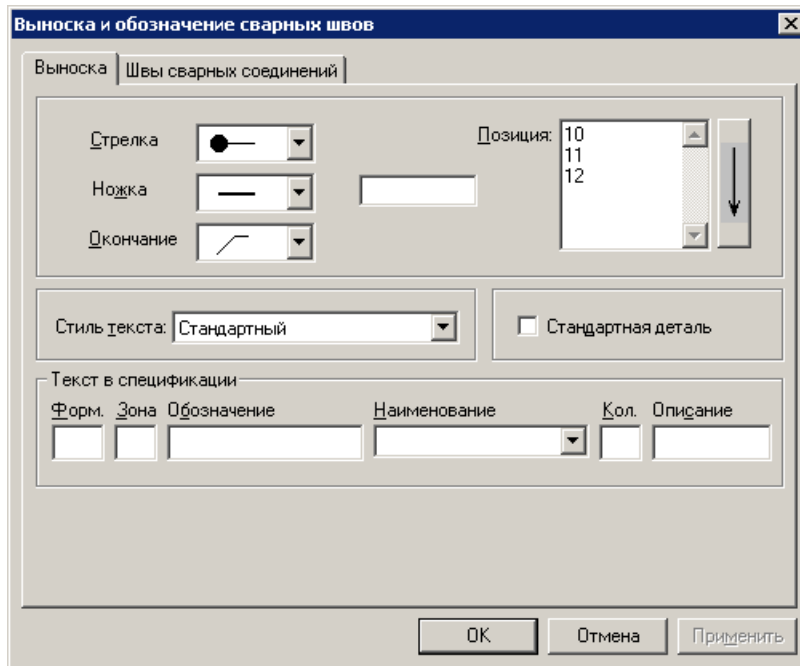 Выноска и обозначение сварных швов
Выноска Швы сварных соединений
Стрелка
Позиция: 10
11
12
Ножка
Окончание
Стиль текста: Стандартный
Стандартная деталь
Текст в спецификации
Форм. Зона Обозначение Наименование Кол. Описание
OK Отмена Применить